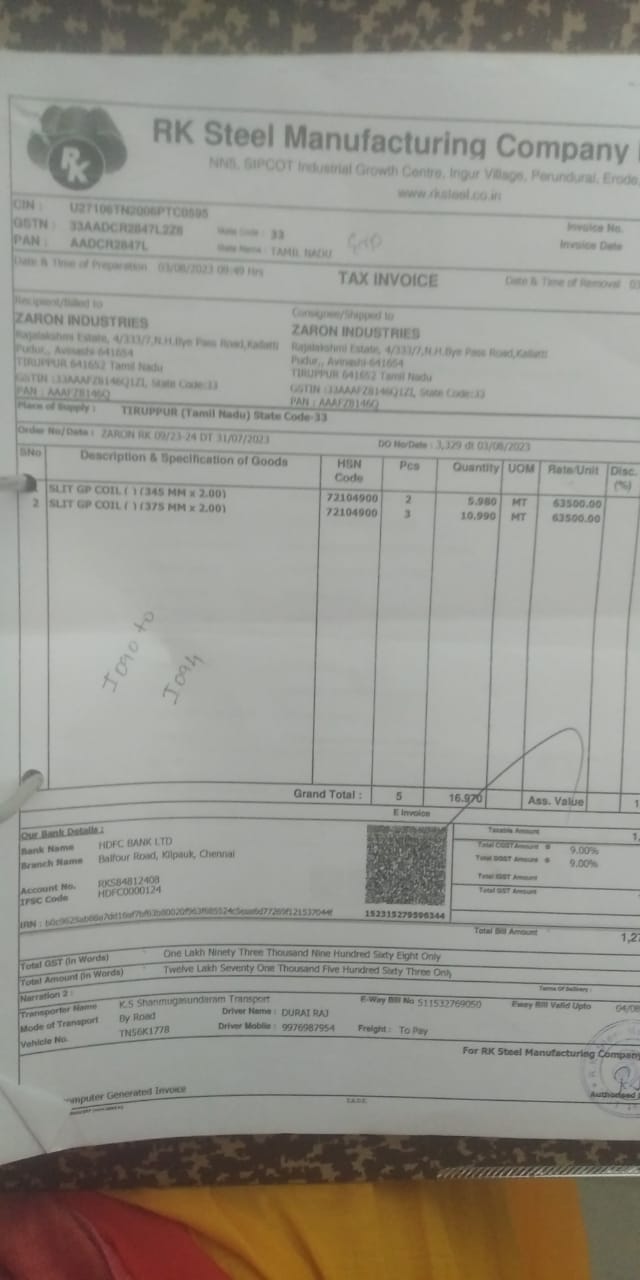 RK Steel Manufacturing Company
RK
NN5, SIPCOT Industrial Growth Centre, Ingur Village, Perundurai, Erode,
www.rksteel.co.in
CIN : U27106TN2006PTC0595
GSTN : 33AADCR2847L2Z6 State Code : 33 Invoice No.
PAN : AADCR2847L State Name : TAMIL NADU Invoice Date
Date & Time of Preparation 03/08/2023 Hrs TAX INVOICE Date & Time of Removal 03
Recipient/Billed to Consignee/Shipped to
ZARON INDUSTRIES ZARON INDUSTRIES
Rajalakshmi Estate, 4/333/7,N.H.Bye Pass Road,Kaliatti Rajalakshmi Estate, 4/333/7,N.H.Bye Pass Road,Kaliatti
Pudur,, Avinashi-641654 Pudur,, Avinashi-641654
TIRUPPUR 641652 Tamil Nadu TIRUPPUR 641652 Tamil Nadu
GSTIN :33AAAFZ8146Q1ZI, State Code:33 GSTIN :33AAAFZ8146Q1ZI, State Code:33
PAN : AAAFZ8146Q PAN : AAAFZ8146Q
Place of Supply : TIRUPPUR (Tamil Nadu) State Code-33
Order No/Date : ZARON RK 09/23-24 DT 31/07/2023 DO No/Date : 3,329 dt 03/08/2023
SNo Description & Specification of Goods HSN Code Pcs Quantity UOM Rate/Unit Disc. (%)
1 SLIT GP COIL ( ) (345 MM x 2.00) 72104900 2 5.980 MT 63500.00
2 SLIT GP COIL ( ) (375 MM x 2.00) 72104900 3 10.990 MT 63500.00
I090 to
I094
Grand Total : 5 16.970 Ass. Value 1
E Invoice
Our Bank Details : Taxable Amount 1,
Bank Name HDFC BANK LTD Total CGST Amount @ 9.00%
Branch Name Balfour Road, Kilpauk, Chennai Total SGST Amount @ 9.00%
Total IGST Amount
Account No. RKS84812408 Total GST Amount
IFSC Code HDFC0000124
IRN : 152315279596344
Total Bill Amount 1,27
Total GST (In Words) One Lakh Ninety Three Thousand Nine Hundred Sixty Eight Only
Total Amount (In Words) Twelve Lakh Seventy One Thousand Five Hundred Sixty Three Only
Narration 2 : Terms Of Delivery :
Transporter Name K.S Shanmugasundaram Transport E-Way Bill No 511532769050 Eway Bill Valid Upto 04/08
Mode of Transport By Road Driver Name : DURAI RAJ
Vehicle No. TN56K1778 Driver Mobile : 9976987954 Freight : To Pay
For RK Steel Manufacturing Company
Authorised
omputer Generated Invoice
E.& O.E